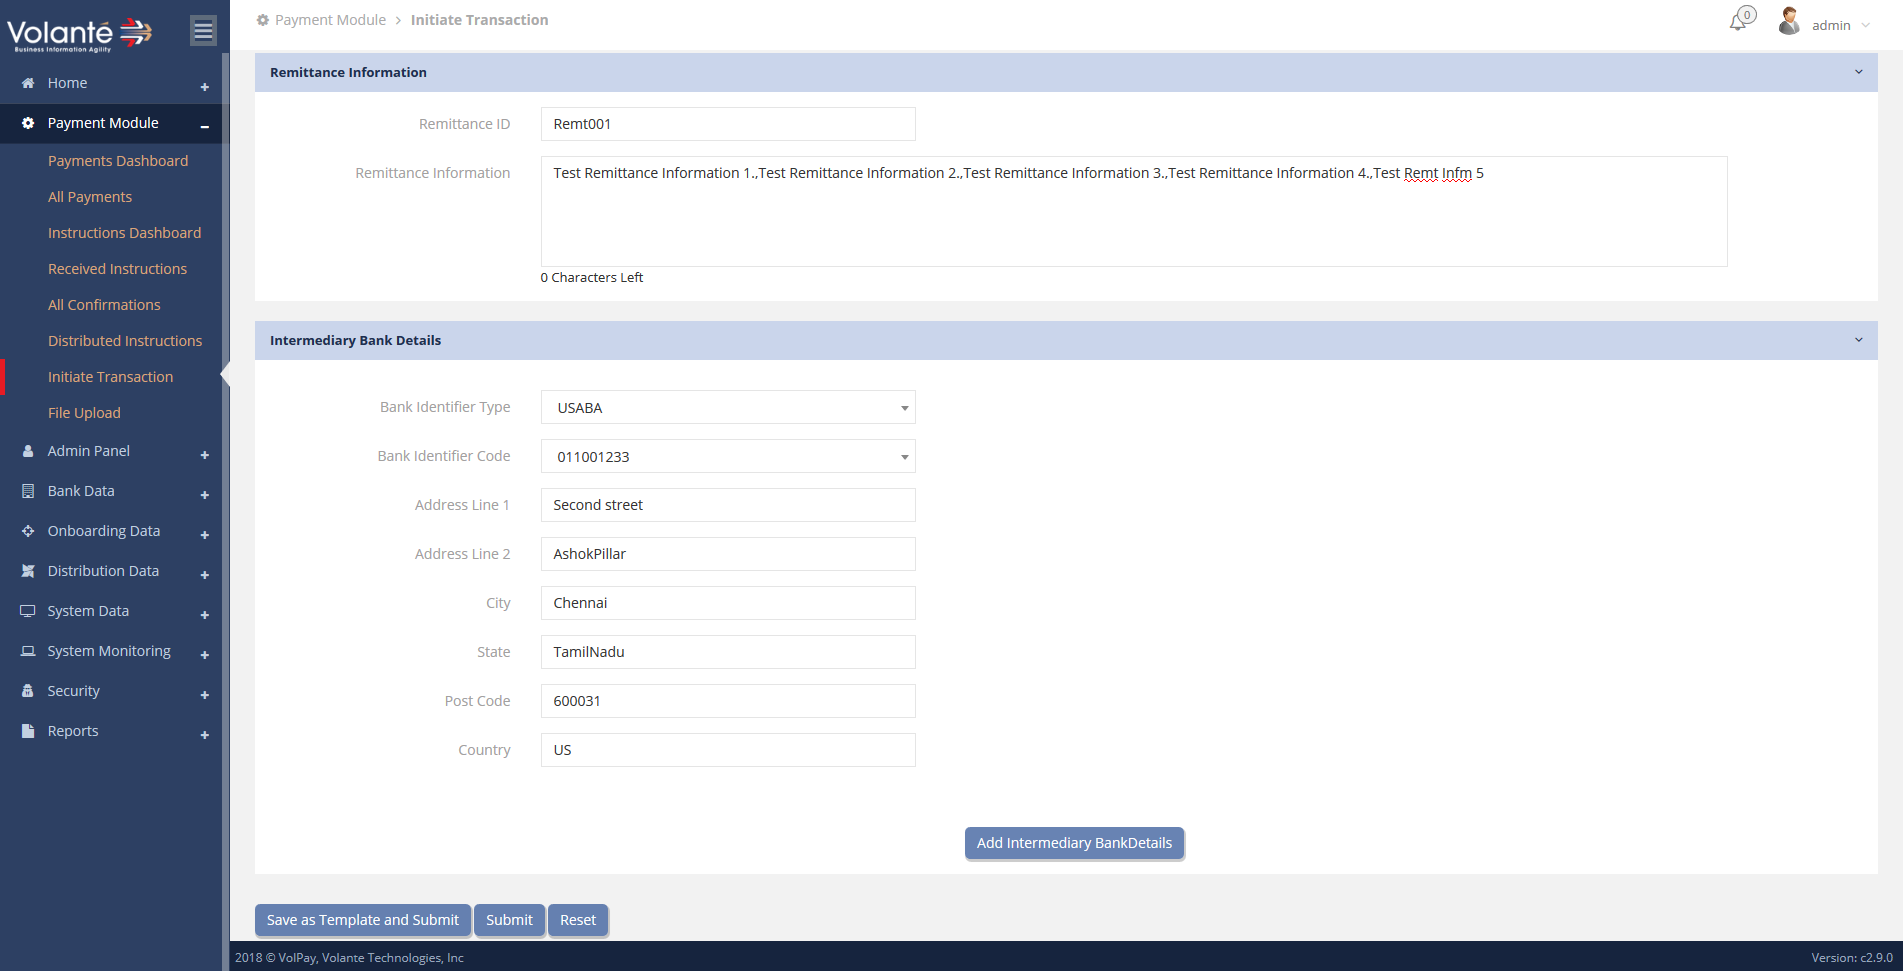 Volanté
Business Information Agility
Payment Module > Initiate Transaction
0
admin
Home
Payment Module
Payments Dashboard
All Payments
Instructions Dashboard
Received Instructions
All Confirmations
Distributed Instructions
Initiate Transaction
File Upload
Admin Panel
Bank Data
Onboarding Data
Distribution Data
System Data
System Monitoring
Security
Reports
Remittance Information
Remittance ID Remt001
Remittance Information Test Remittance Information 1.,Test Remittance Information 2.,Test Remittance Information 3.,Test Remittance Information 4.,Test Remt Infm 5
0 Characters Left
Intermediary Bank Details
Bank Identifier Type USABA
Bank Identifier Code 011001233
Address Line 1 Second street
Address Line 2 AshokPillar
City Chennai
State TamilNadu
Post Code 600031
Country US
Add Intermediary BankDetails
Save as Template and Submit Submit Reset
2018 © VolPay, Volante Technologies, Inc Version: c2.9.0